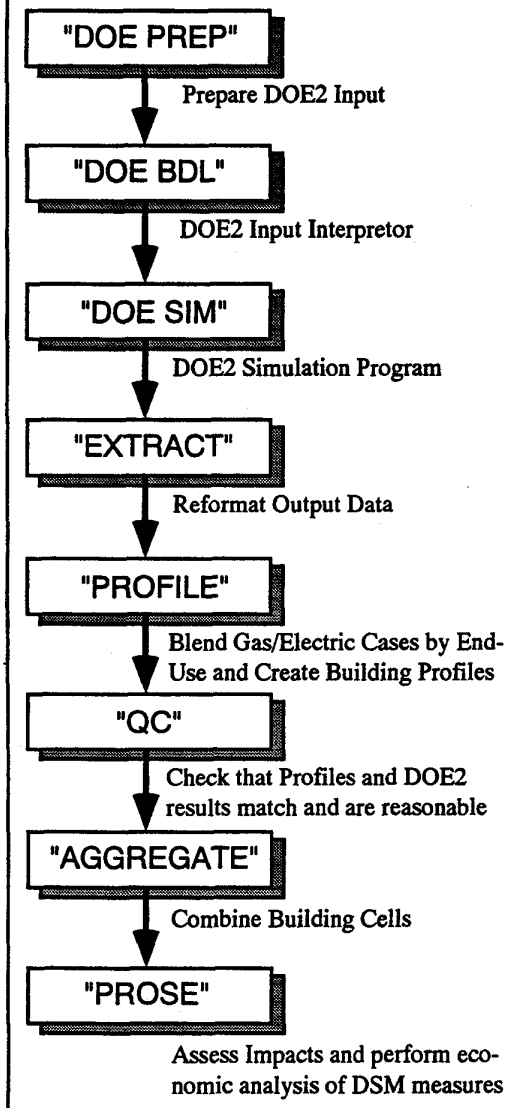 "DOE PREP"
Prepare DOE2 Input
"DOE BDL"
DOE2 Input Interpretor
"DOE SIM"
DOE2 Simulation Program
"EXTRACT"
Reformat Output Data
"PROFILE"
Blend Gas/Electric Cases by End-
Use and Create Building Profiles
"QC"
Check that Profiles and DOE2
results match and are reasonable
"AGGREGATE"
Combine Building Cells
"PROSE"
Assess Impacts and perform eco-
nomic analysis of DSM measures